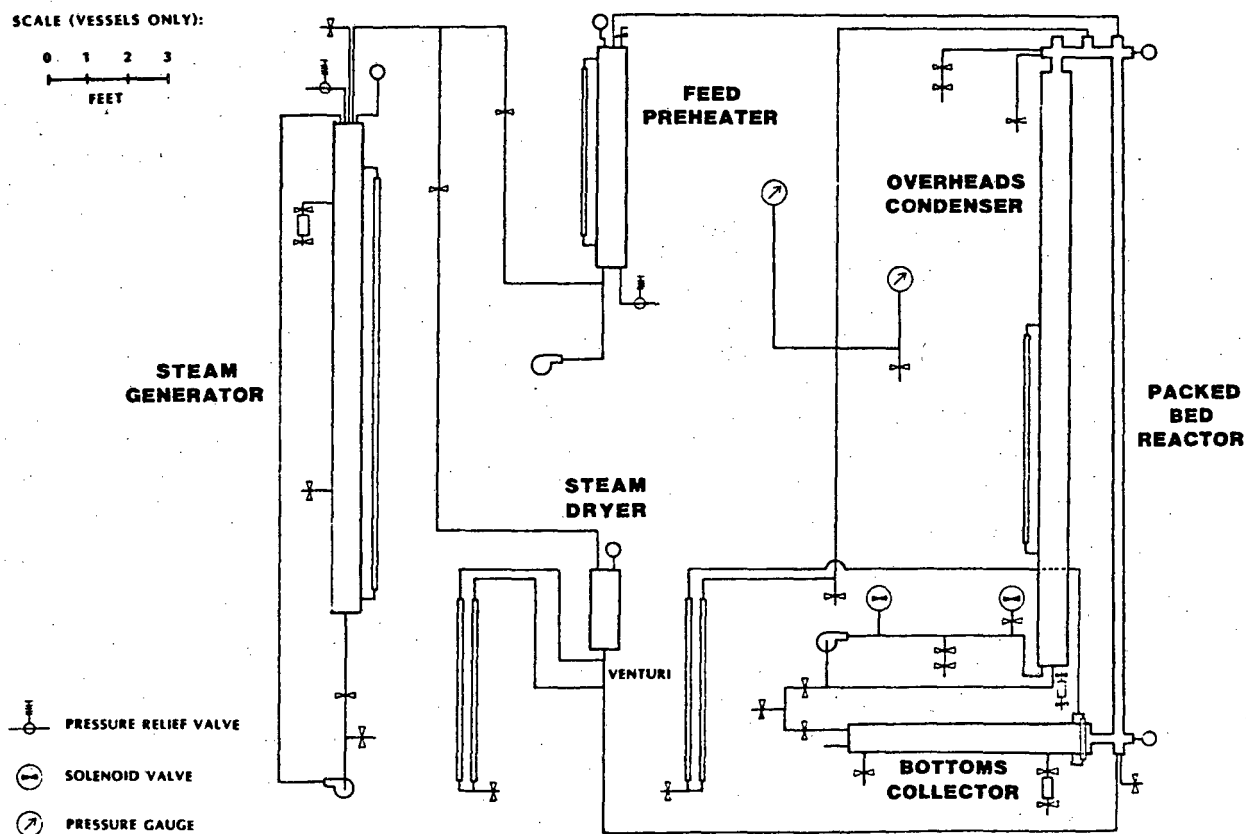 SCALE (VESSELS ONLY):
0 1 2 3
FEET
FEED
PREHEATER
OVERHEADS
CONDENSER
STEAM
GENERATOR
PACKED
BED
REACTOR
STEAM
DRYER
VENTURI
PRESSURE RELIEF VALVE
SOLENOID VALVE
BOTTOMS
COLLECTOR
PRESSURE GAUGE